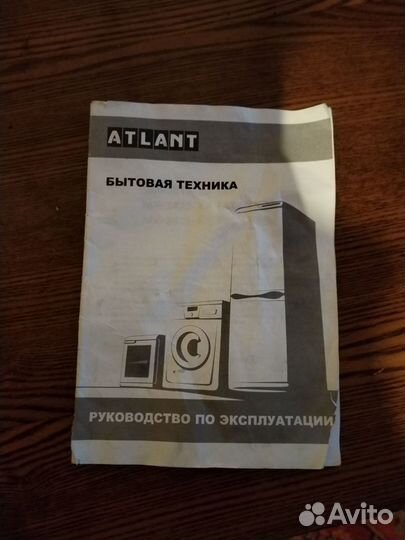 ATLANT
БЫТОВАЯ ТЕХНИКА
РУКОВОДСТВО ПО ЭКСПЛУАТАЦИИ
Avito